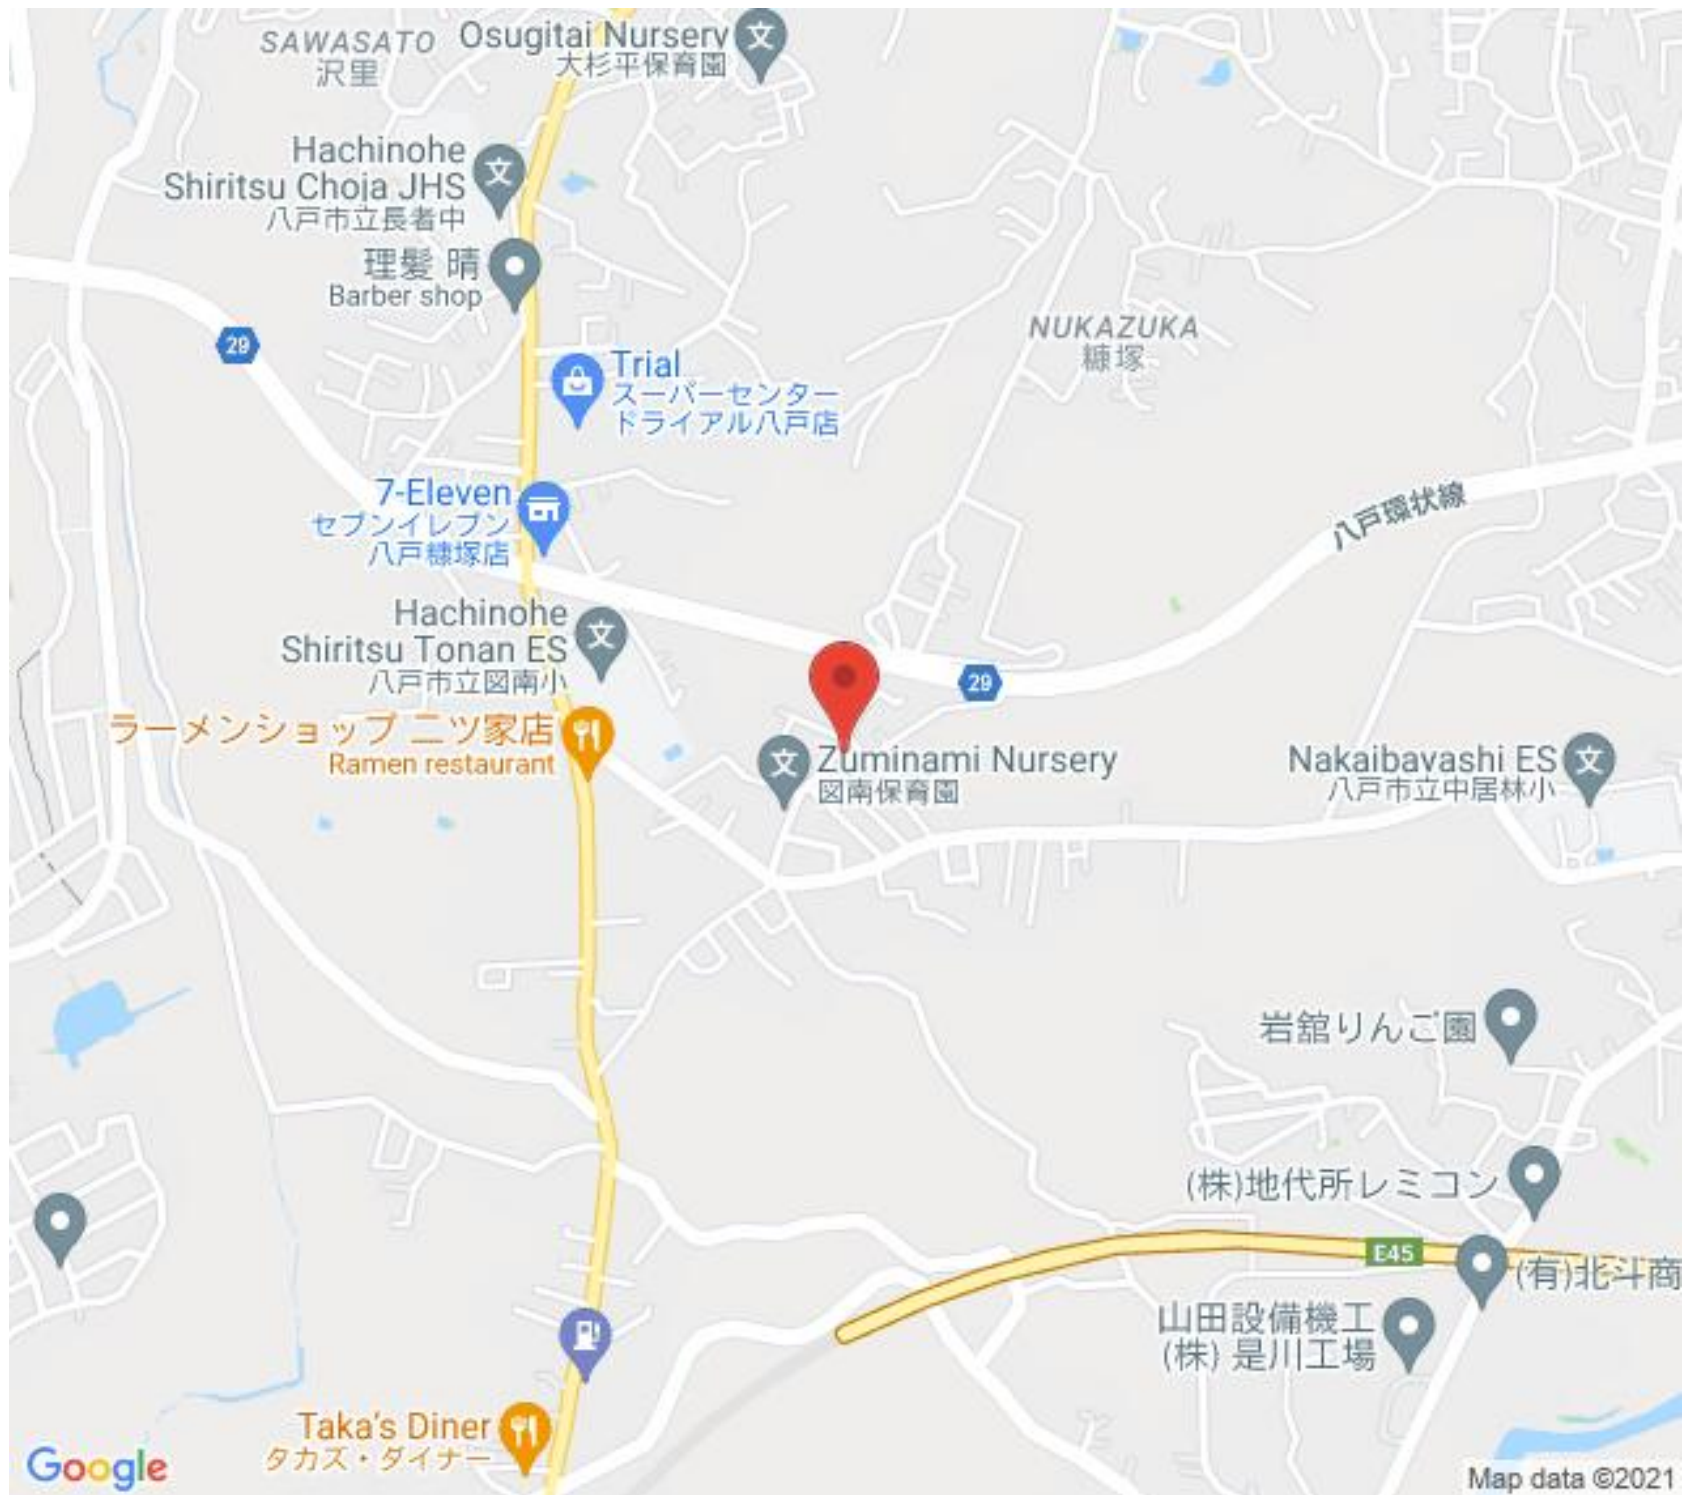 SAWASATO
沢里
Osugitai Nursery
大杉平保育園
Hachinohe
Shiritsu Choja JHS
八戸市立長者中
理髪 晴
Barber shop
29
Trial
スーパーセンター
ドライアル八戸店
NUKAZUKA
糠塚
7-Eleven
セブンイレブン
八戸糠塚店
八戸環状線
Hachinohe
Shiritsu Tonan ES
八戸市立図南小
29
ラーメンショップ 二ツ家店
Ramen restaurant
Zuminami Nursery
図南保育園
Nakaibayashi ES
八戸市立中居林小
岩舘りんご園
(株)地代所レミコン
E45
(有)北斗商
山田設備機工
(株) 是川工場
Taka's Diner
タカズ・ダイナー
Google
Map data ©2021